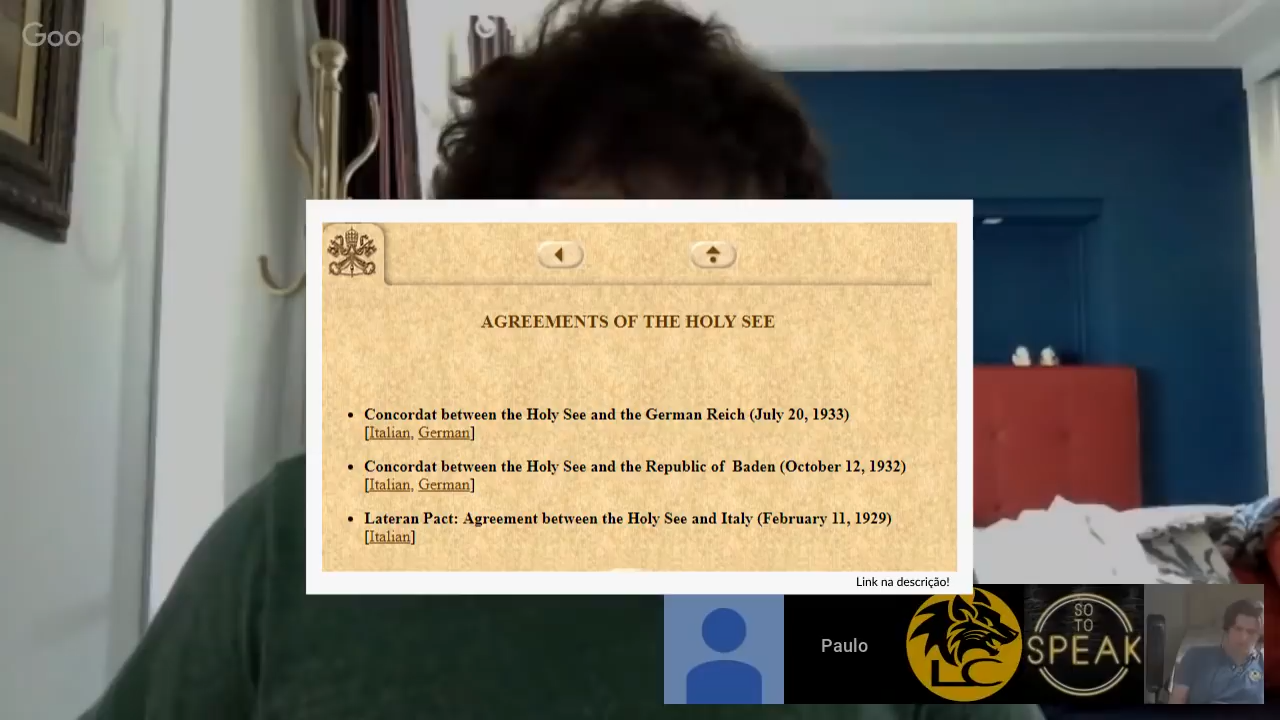 Goo
AGREEMENTS OF THE HOLY SEE
• Concordat between the Holy See and the German Reich (July 20, 1933)
[Italian, German]
• Concordat between the Holy See and the Republic of Baden (October 12, 1932)
[Italian, German]
• Lateran Pact: Agreement between the Holy See and Italy (February 11, 1929)
[Italian]
Link na descrição!
Paulo
LC
SO
TO
SPEAK